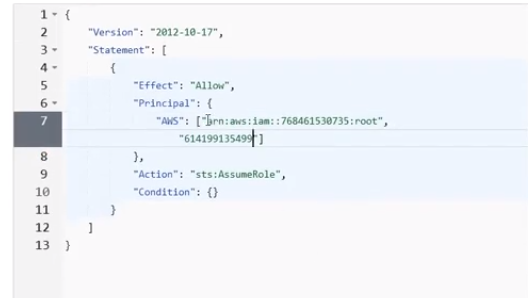 1 {
2 "Version": "2012-10-17",
3 "Statement": [
4 {
5 "Effect": "Allow",
6 "Principal": {
7 "AWS": ["arn:aws:iam::768461530735:root",
"614199135499"]
8 },
9 "Action": "sts:AssumeRole",
10 "Condition": {}
11 }
12 ]
13 }